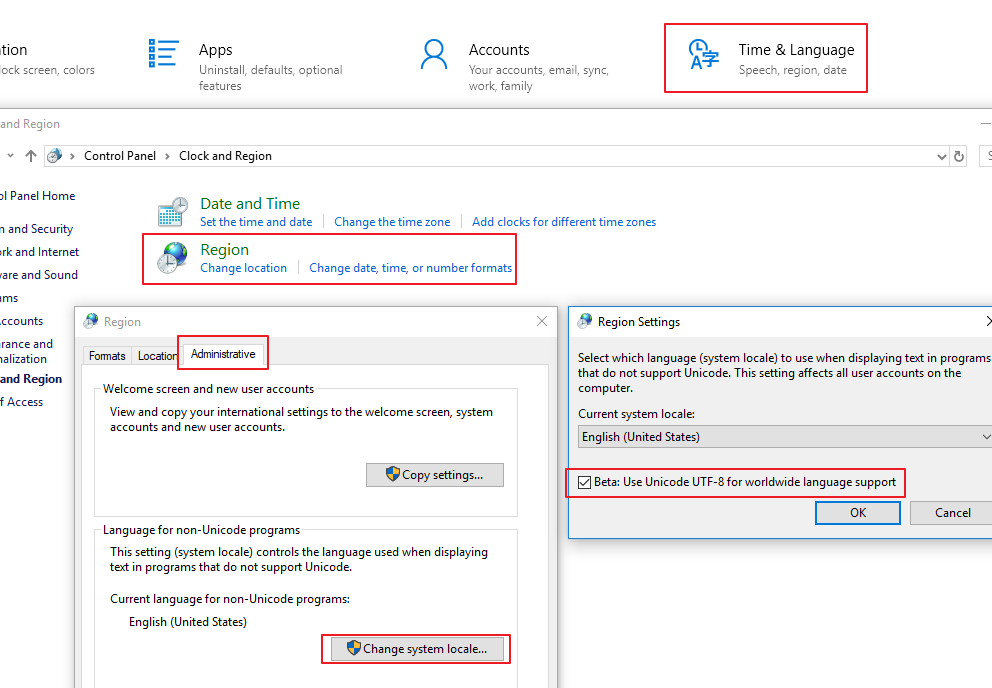 Apps
Uninstall, defaults, optional
features
Accounts
Your accounts, email, sync,
work, family
Time & Language
Speech, region, date
tion
lock screen, colors
and Region
Control Panel > Clock and Region
ol Panel Home
m and Security
ork and Internet
ware and Sound
ams
Accounts
arance and
nalization
and Region
f Access
Date and Time
Set the time and date
Change the time zone
Add clocks for different time zones
Region
Change location
Change date, time, or number formats
Region
Formats
Location
Administrative
Welcome screen and new user accounts
View and copy your international settings to the welcome screen, system
accounts and new user accounts.
Copy settings...
Language for non-Unicode programs
This setting (system locale) controls the language used when displaying
text in programs that do not support Unicode.
Current language for non-Unicode programs:
English (United States)
Change system locale...
Region Settings
Select which language (system locale) to use when displaying text in programs
that do not support Unicode. This setting affects all user accounts on the
computer.
Current system locale:
English (United States)
Beta: Use Unicode UTF-8 for worldwide language support
OK
Cancel